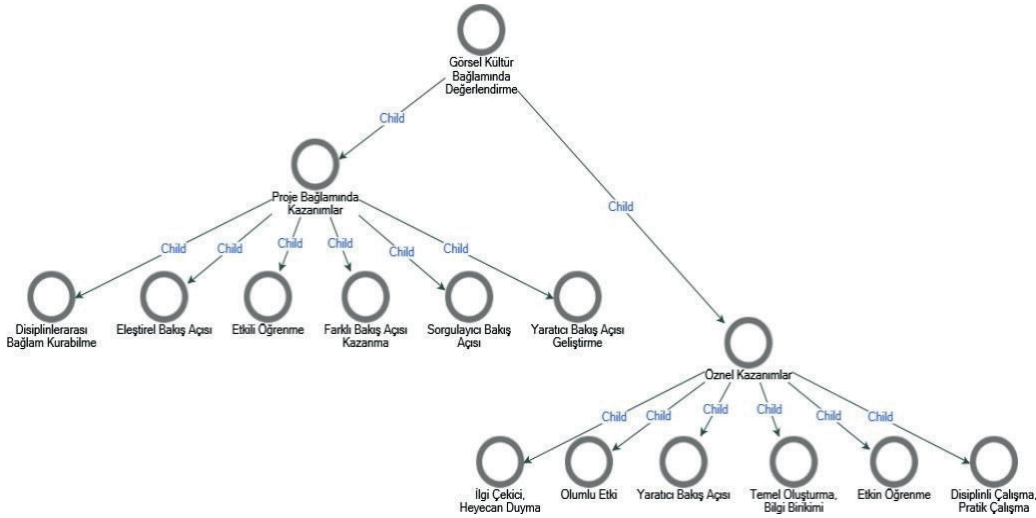 Görsel Kültür
Bağlamında
Değerlendirme
Child
Child
Proje Bağlamında
Kazanımlar
Child
Child
Child
Child
Child
Child
Disiplinlerarası
Bağlam Kurabilme
Eleştirel Bakış Açısı
Etkili Öğrenme
Farklı Bakış Açısı
Kazanma
Sorgulayıcı Bakış
Açısı
Yaratıcı Bakış Açısı
Geliştirme
Öznel Kazanımlar
Child
Child
Child
Child
Child
Child
İlgi Çekici,
Heyecan Duyma
Olumlu Etki
Yaratıcı Bakış Açısı
Temel Oluşturma,
Bilgi Birikimi
Etkin Öğrenme
Disiplinli Çalışma,
Pratik Çalışma